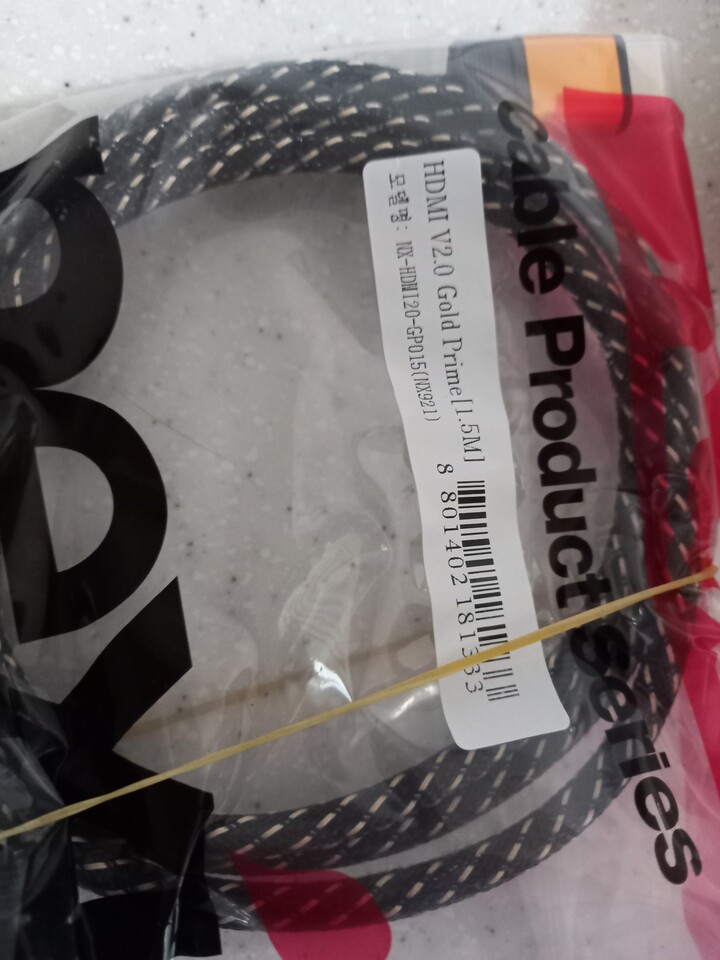 cable Product Series
HDMI V2.0 Gold Prime[1.5M]
모델명: NX-HDMI20-GP015(NX921)
8 801402 181333